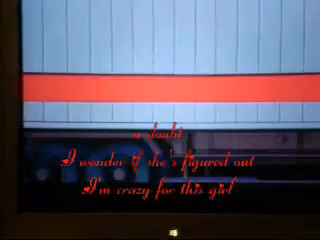 a doubt
I wonder if she's figured out
I'm crazy for this girl